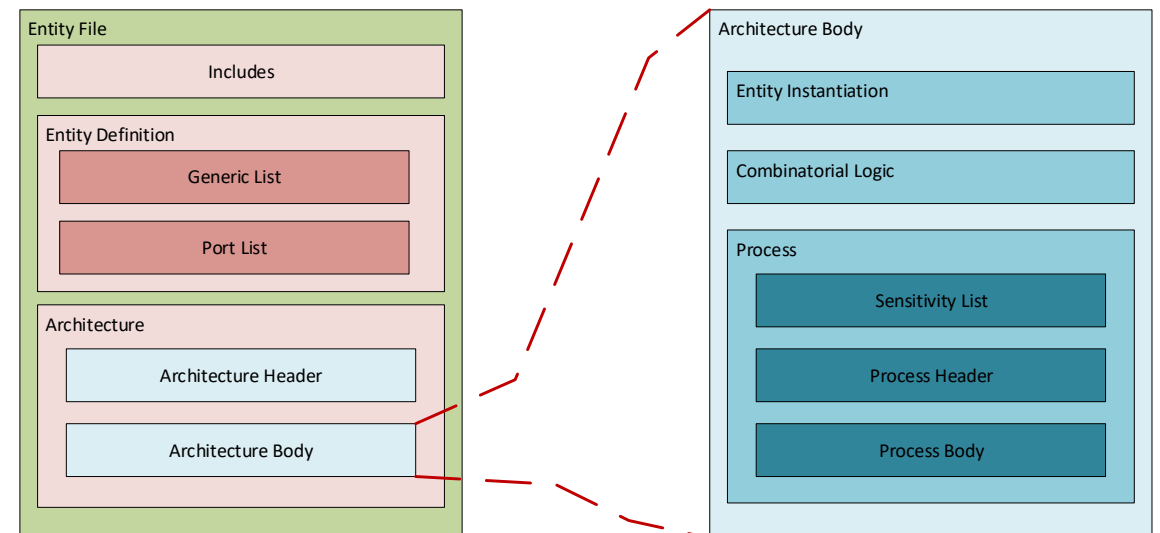 Entity File
Includes
Entity Definition
Generic List
Port List
Architecture
Architecture Header
Architecture Body
Architecture Body
Entity Instantiation
Combinatorial Logic
Process
Sensitivity List
Process Header
Process Body